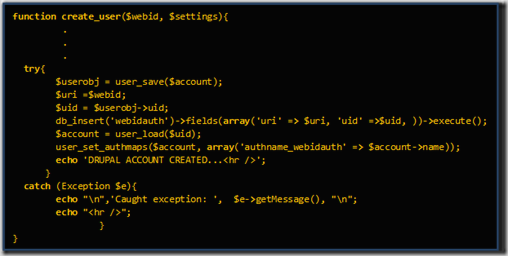 function create_user($webid, $settings){
.
.
.
try{
$userobj = user_save($account);
$uri =$webid;
$uid = $userobj->uid;
db_insert('webidauth')->fields(array('uri' => $uri, 'uid' =>$uid, ))->execute();
$account = user_load($uid);
user_set_authmaps($account, array('authname_webidauth' => $account->name));
echo 'DRUPAL ACCOUNT CREATED...<hr />';
}
catch (Exception $e){
echo "\n",'Caught exception: ',  $e->getMessage(), "\n";
echo "<hr />";
}
}